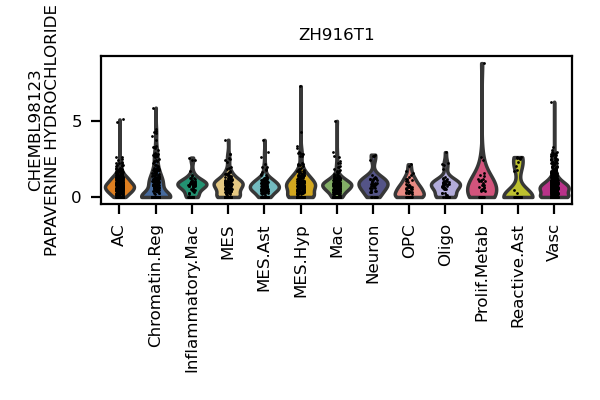 ZH916T1
CHEMBL98123
PAPAVERINE HYDROCHLORIDE
5
0
AC
Chromatin.Reg
Inflammatory.Mac
MES
MES.Ast
MES.Hyp
Mac
Neuron
OPC
Oligo
Prolif.Metab
Reactive.Ast
Vasc